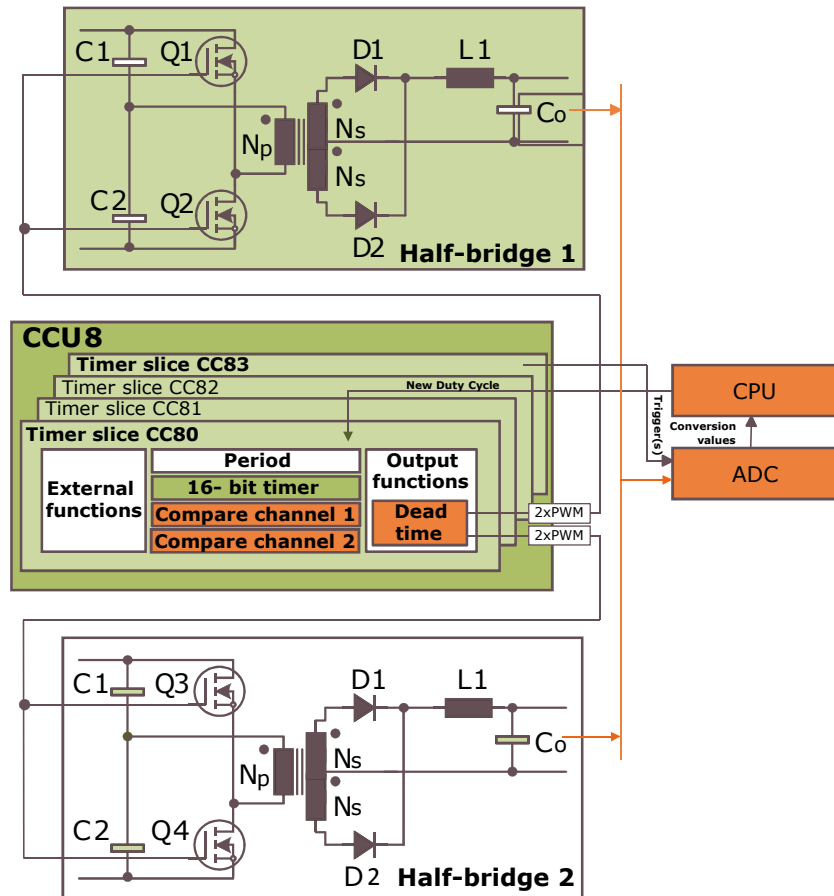 C1
Q1
D1
L1
Np
Ns
Co
Ns
C2
Q2
D2
Half-bridge 1
CCU8
Timer slice CC83
Timer slice CC82
Timer slice CC81
Timer slice CC80
New Duty Cycle
CPU
Trigger(s)
Conversion
values
ADC
External
functions
Period
16- bit timer
Compare channel 1
Compare channel 2
Output
functions
Dead
time
2xPWM
2xPWM
C1
Q3
D1
L1
Np
Ns
Co
Ns
C2
Q4
D2
Half-bridge 2